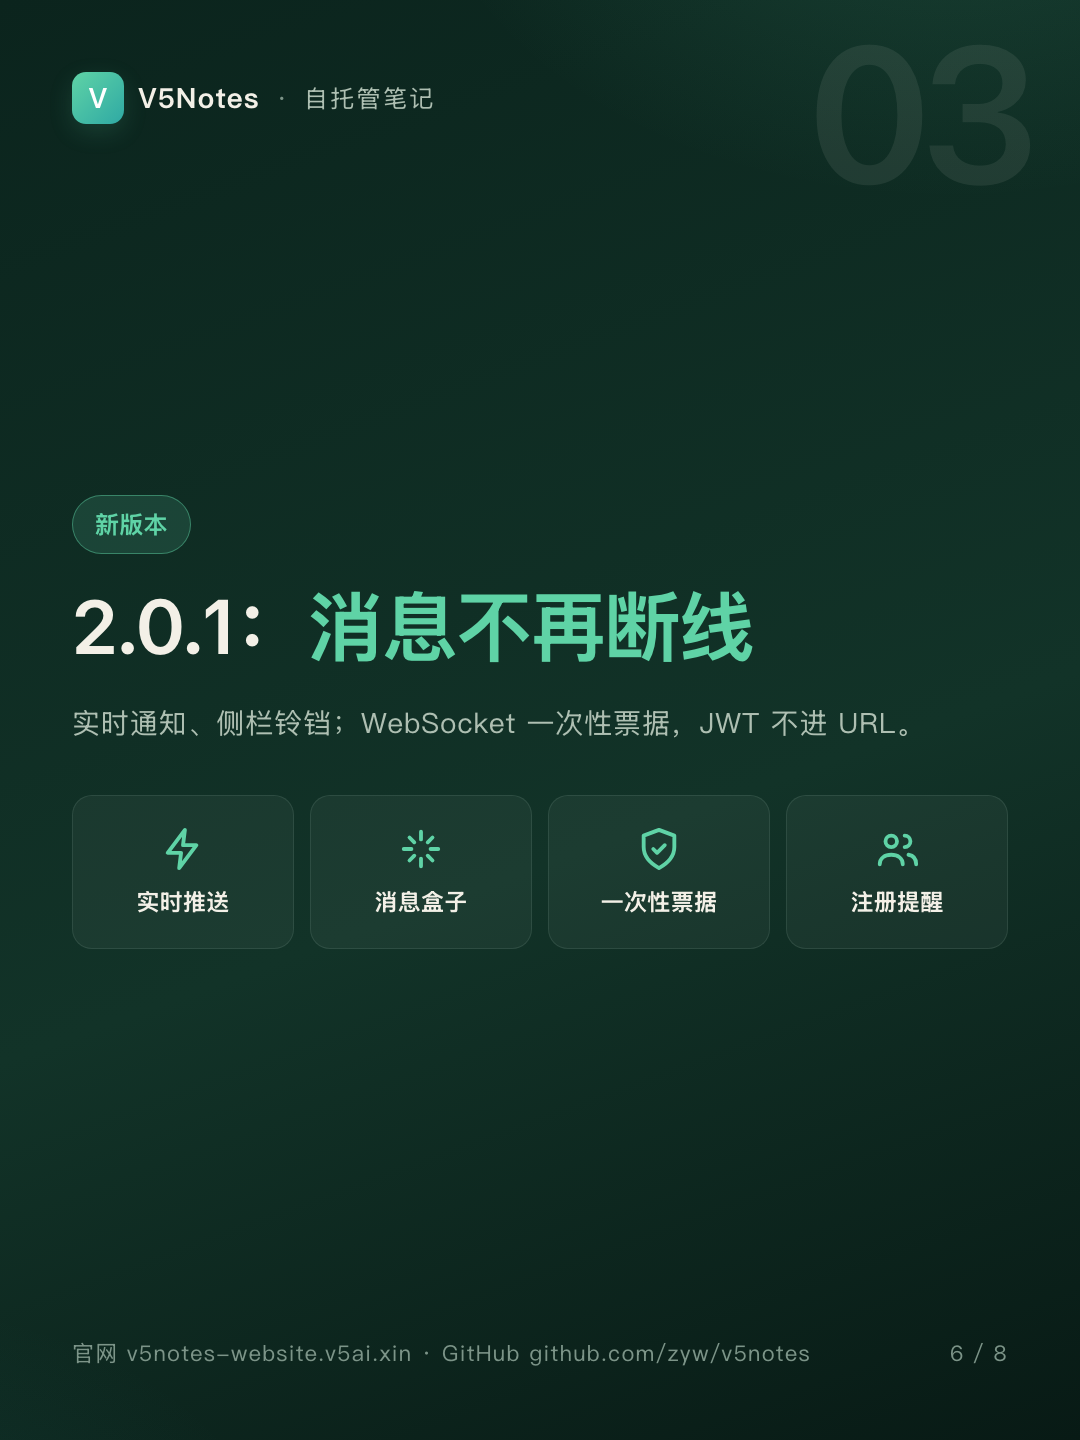 V
V5Notes · 自托管笔记
03
新版本
2.0.1：消息不再断线
实时通知、侧栏铃铛；WebSocket 一次性票据，JWT 不进 URL。
实时推送
消息盒子
一次性票据
注册提醒
官网 v5notes-website.v5ai.xin · GitHub github.com/zyw/v5notes
6 / 8